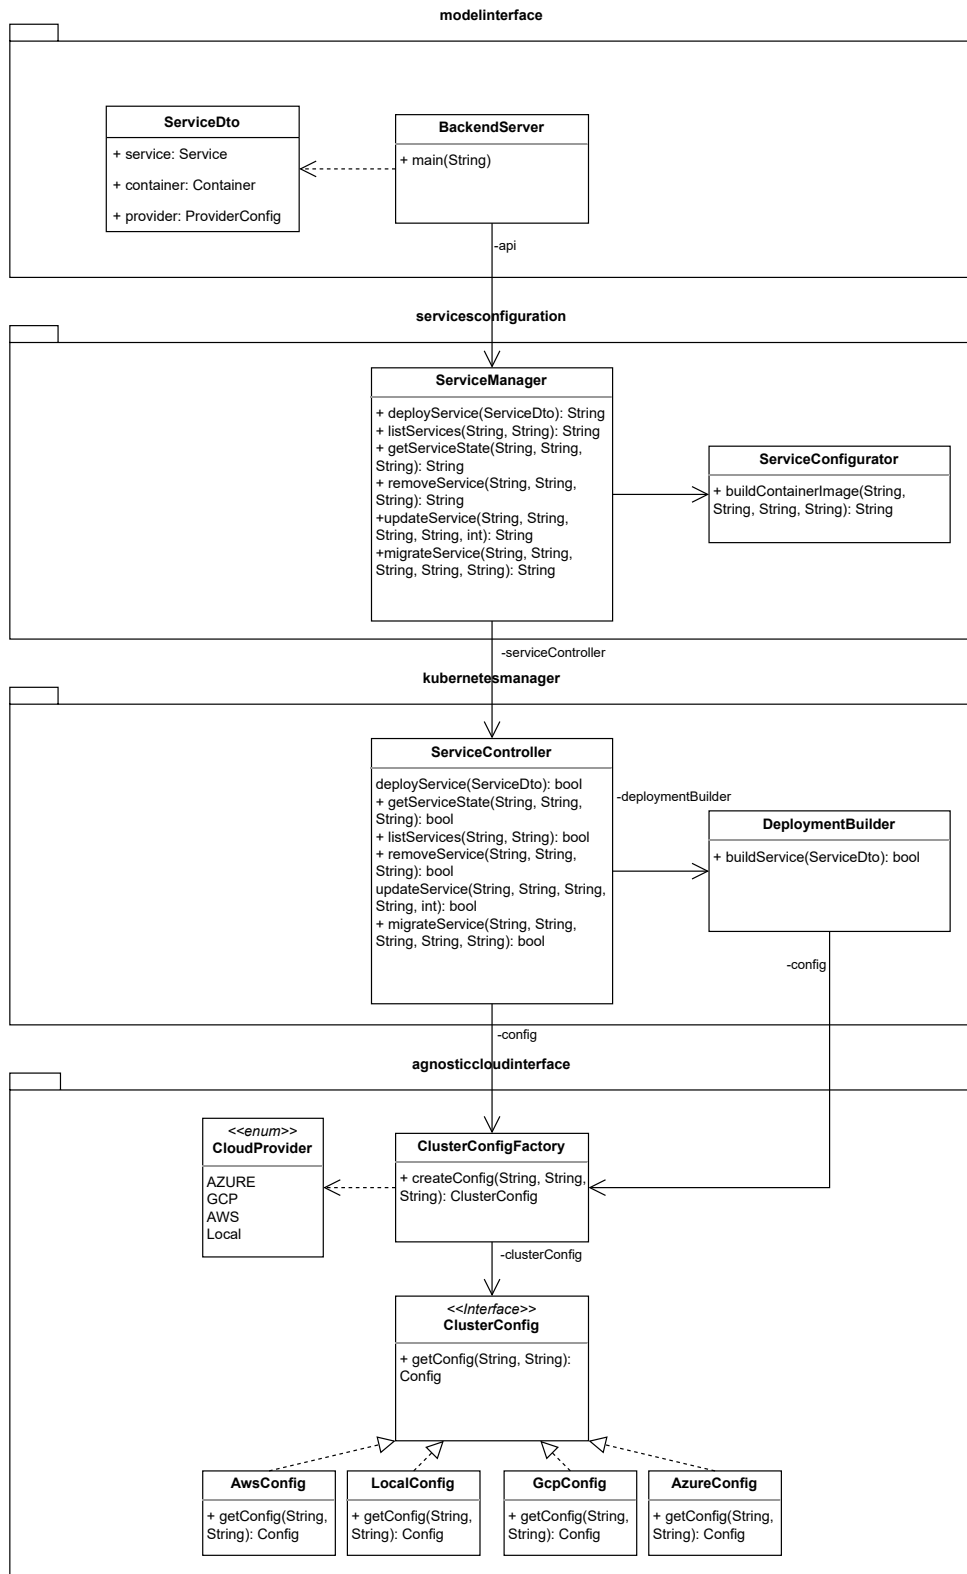 modelinterface
ServiceDto
+ service: Service
+ container: Container
+ provider: ProviderConfig
BackendServer
+ main(String)
-api
servicesconfiguration
ServiceManager
+ deployService(ServiceDto): String
+ listServices(String, String): String
+ getServiceState(String, String,
String): String
+ removeService(String, String,
String): String
+updateService(String, String,
String, String, int): String
+migrateService(String, String,
String, String, String): String
ServiceConfigurator
+ buildContainerImage(String,
String, String, String): String
-serviceController
kubernetesmanager
ServiceController
deployService(ServiceDto): bool
+ getServiceState(String, String,
String): bool
+ listServices(String, String): bool
+ removeService(String, String,
String): bool
updateService(String, String, String,
String, int): bool
+ migrateService(String, String,
String, String, String): bool
-deploymentBuilder
DeploymentBuilder
+ buildService(ServiceDto): bool
-config
-config
agnosticcloudinterface
<<enum>>
CloudProvider
AZURE
GCP
AWS
Local
ClusterConfigFactory
+ createConfig(String, String,
String): ClusterConfig
-clusterConfig
<<Interface>>
ClusterConfig
+ getConfig(String, String):
Config
AwsConfig
+ getConfig(String,
String): Config
LocalConfig
+ getConfig(String,
String): Config
GcpConfig
+ getConfig(String,
String): Config
AzureConfig
+ getConfig(String,
String): Config